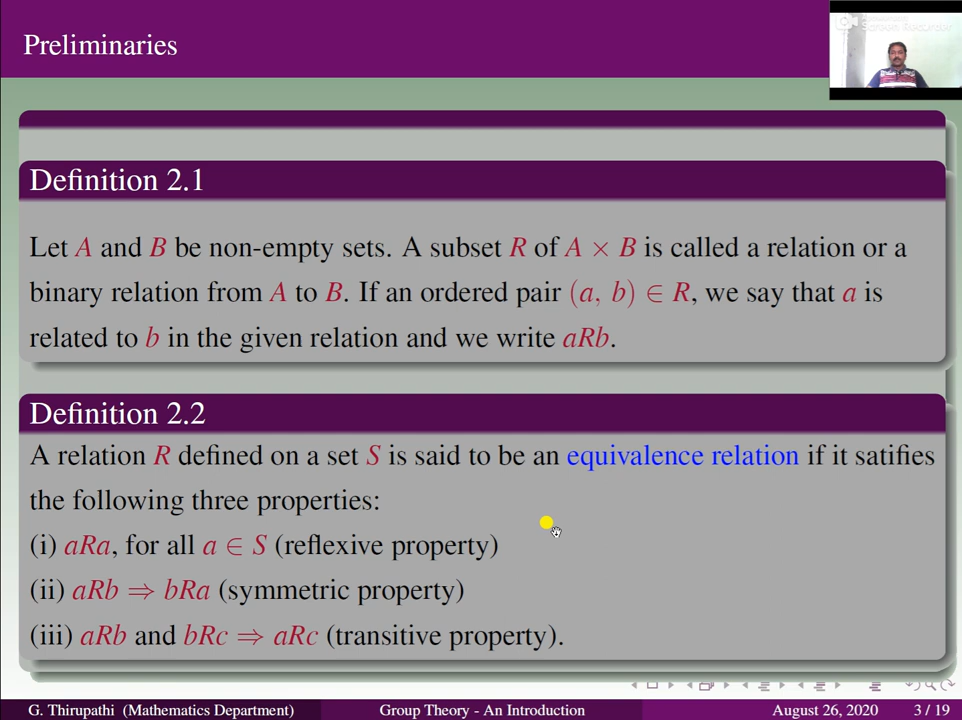 Preliminaries
Screen Recorder
Definition 2.1
Let A and B be non-empty sets. A subset R of A × B is called a relation or a
binary relation from A to B. If an ordered pair (a, b) ∈ R, we say that a is
related to b in the given relation and we write aRb.
Definition 2.2
A relation R defined on a set S is said to be an equivalence relation if it satifies
the following three properties:
(i) aRa, for all a ∈ S (reflexive property)
(ii) aRb ⇒ bRa (symmetric property)
(iii) aRb and bRc ⇒ aRc (transitive property).
G. Thirupathi (Mathematics Department) Group Theory - An Introduction August 26, 2020 3 / 19